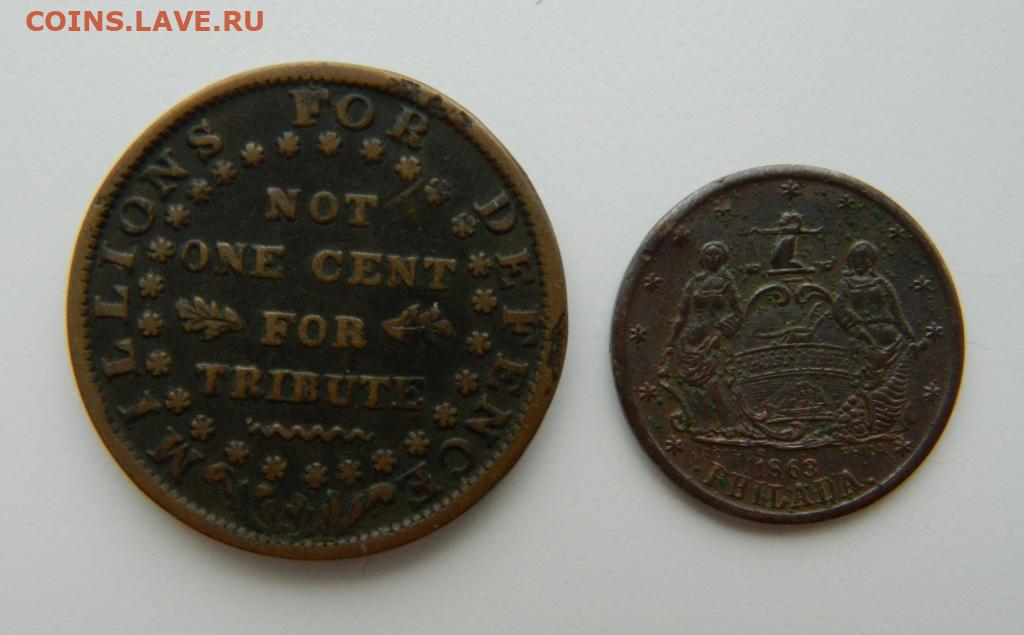 COINS.LAVE.RU
MILLIONS FOR DEFENCE
NOT
ONE CENT
FOR
TRIBUTE
1863
PHILADA.